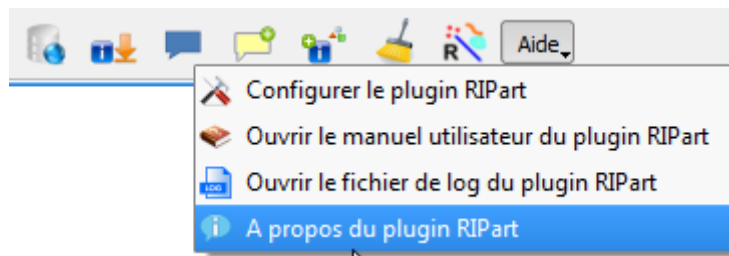 R
Aide
Configurer le plugin RIPart
Ouvrir le manuel utilisateur du plugin RIPart
LOG
Ouvrir le fichier de log du plugin RIPart
A propos du plugin RIPart